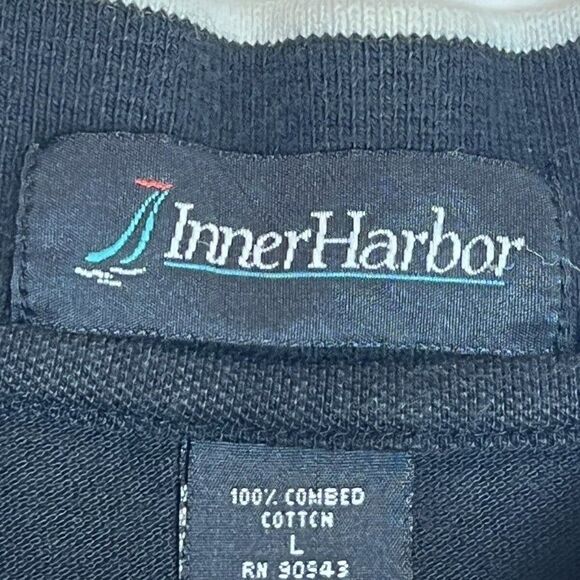 InnerHarbor
100% COMBED
COTTON
L
RN 90943